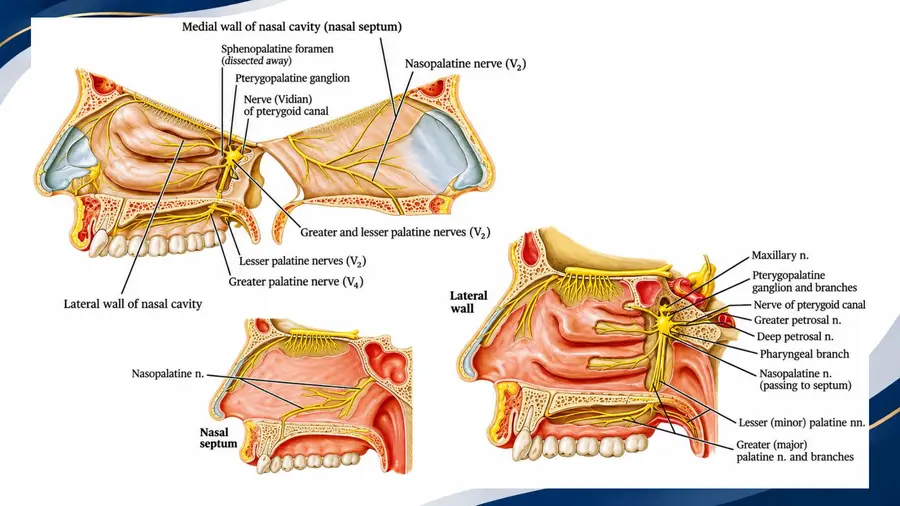 Medial wall of nasal cavity (nasal septum)
Sphenopalatine foramen
(dissected away)
Nasopalatine nerve (V₂)
Pterygopalatine ganglion
Nerve (Vidian)
of pterygoid canal
Greater and lesser palatine nerves (V₂)
Lesser palatine nerves (V₂)
Greater palatine nerve (V₄)
Lateral wall of nasal cavity
Nasopalatine n.
Nasal
septum
Lateral
wall
Maxillary n.
Pterygopalatine
ganglion and branches
Nerve of pterygoid canal
Greater petrosal n.
Deep petrosal n.
Pharyngeal branch
Nasopalatine n.
(passing to septum)
Lesser (minor) palatine nn.
Greater (major)
palatine n. and branches